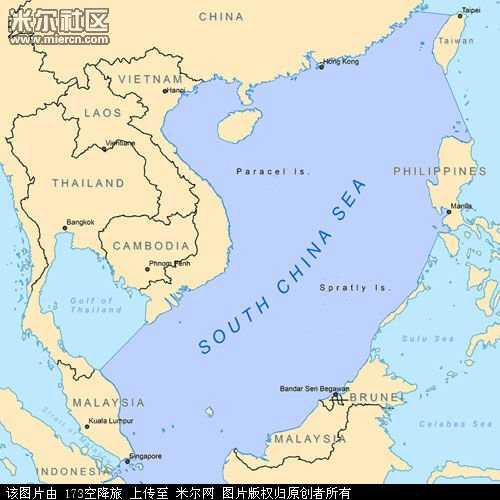 米尔社区
www.miercn.com
CHINA
Taipei
Taiwan
Hong Kong
VIETNAM
Hanoi
LAOS
Vientiane
Paracel Is.
PHILIPPINES
THAILAND
Manila
Bangkok
CAMBODIA
Phnom Penh
SOUTH CHINA SEA
Spratly Is.
Gulf of
Thailand
Sulu Sea
Bandar Seri Begawan
BRUNEI
MALAYSIA
Kuala Lumpur
Celebes Sea
MALAYSIA
Singapore
INDONESIA
该图片由 173空降旅 上传至 米尔网 图片版权归原创者所有